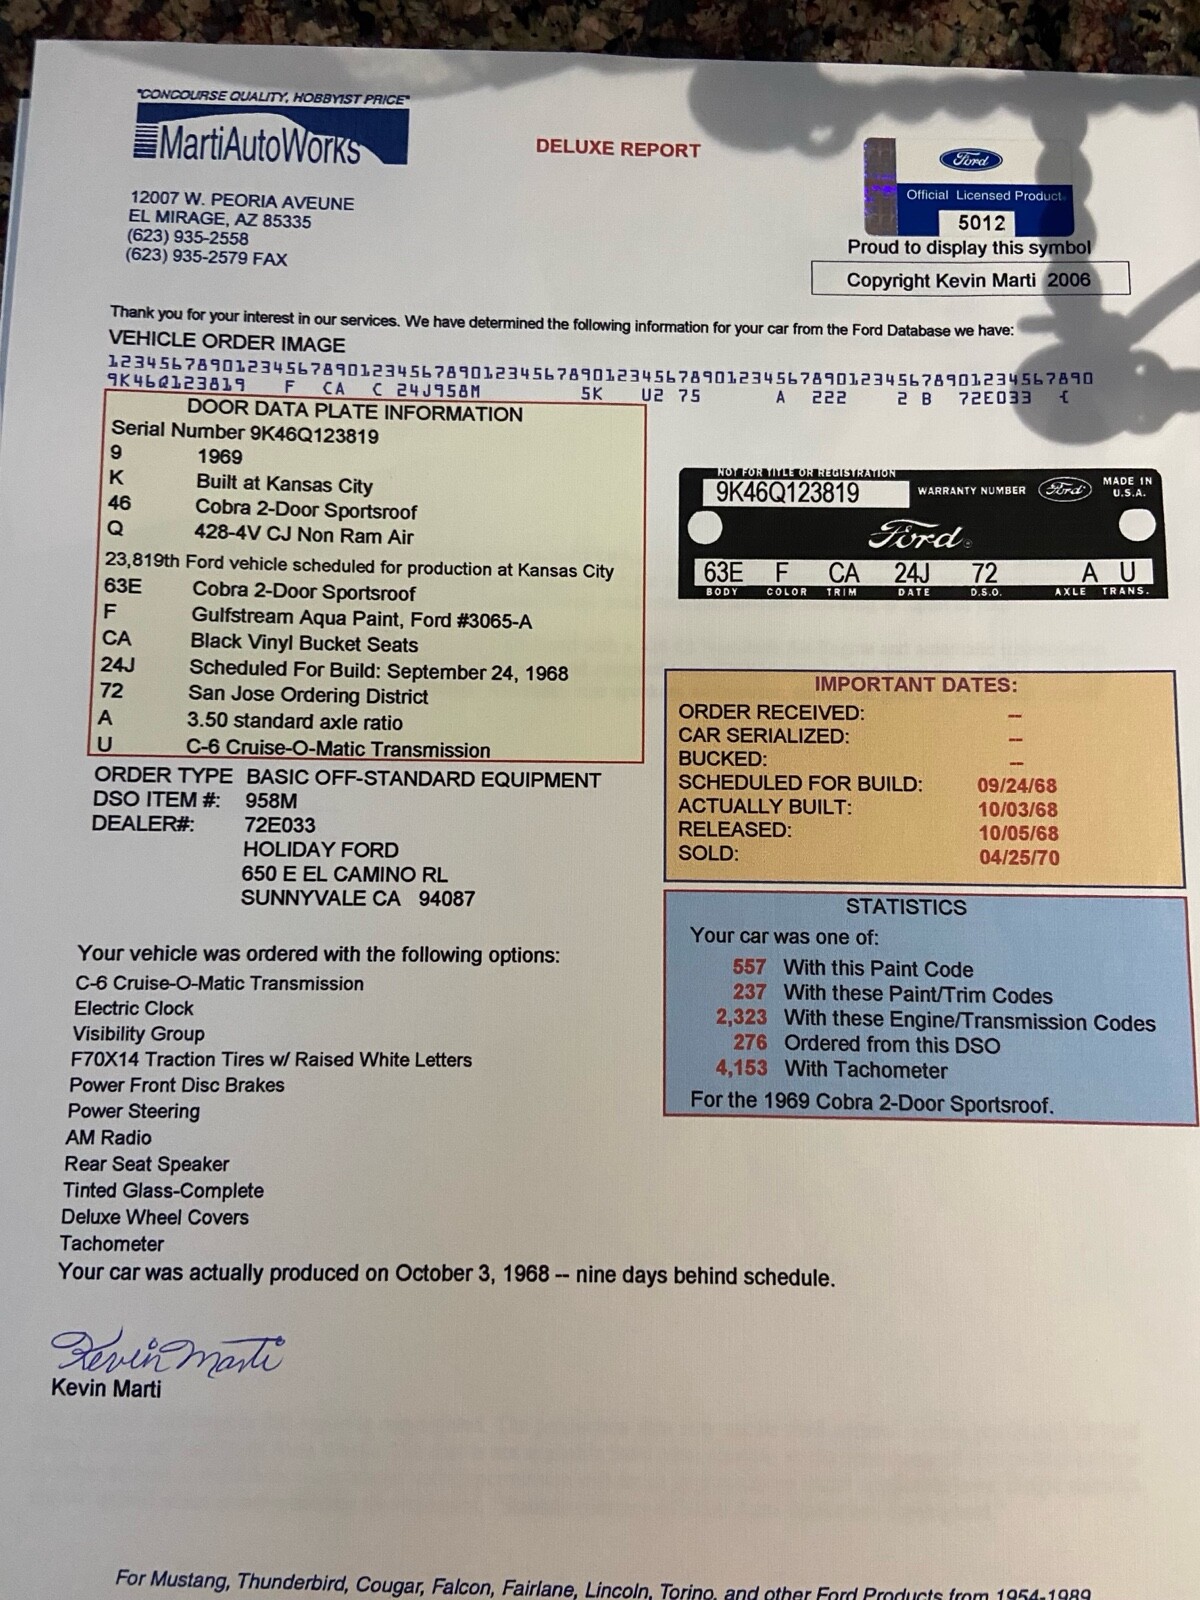 "CONCOURSE QUALITY, HOBBYIST PRICE"
MartiAutoWorks
DELUXE REPORT
Ford
Official Licensed Product
5012
Proud to display this symbol
Copyright Kevin Marti 2006
12007 W. PEORIA AVEUNE
EL MIRAGE, AZ 85335
(623) 935-2558
(623) 935-2579 FAX
Thank you for your interest in our services. We have determined the following information for your car from the Ford Database we have:
VEHICLE ORDER IMAGE
12345678901234567890123456789012345678901234567890123456789012345678901234567890
9K46Q123819 F CA C 24J958M 5K U2 75 A 222 2 B 72E033
DOOR DATA PLATE INFORMATION
Serial Number 9K46Q123819
9 1969
K Built at Kansas City
46 Cobra 2-Door Sportsroof
Q 428-4V CJ Non Ram Air
23,819th Ford vehicle scheduled for production at Kansas City
63E Cobra 2-Door Sportsroof
F Gulfstream Aqua Paint, Ford #3065-A
CA Black Vinyl Bucket Seats
24J Scheduled For Build: September 24, 1968
72 San Jose Ordering District
A 3.50 standard axle ratio
U C-6 Cruise-O-Matic Transmission
NOT FOR TITLE OR REGISTRATION
9K46Q123819 WARRANTY NUMBER Ford MADE IN U.S.A.
Ford
63E F CA 24J 72 A U
BODY COLOR TRIM DATE D.S.O. AXLE TRANS.
ORDER TYPE BASIC OFF-STANDARD EQUIPMENT
DSO ITEM #: 958M
DEALER#: 72E033
HOLIDAY FORD
650 E EL CAMINO RL
SUNNYVALE CA 94087
IMPORTANT DATES:
ORDER RECEIVED: --
CAR SERIALIZED: --
BUCKED: --
SCHEDULED FOR BUILD: 09/24/68
ACTUALLY BUILT: 10/03/68
RELEASED: 10/05/68
SOLD: 04/25/70
STATISTICS
Your car was one of:
557 With this Paint Code
237 With these Paint/Trim Codes
2,323 With these Engine/Transmission Codes
276 Ordered from this DSO
4,153 With Tachometer
For the 1969 Cobra 2-Door Sportsroof.
Your vehicle was ordered with the following options:
C-6 Cruise-O-Matic Transmission
Electric Clock
Visibility Group
F70X14 Traction Tires w/ Raised White Letters
Power Front Disc Brakes
Power Steering
AM Radio
Rear Seat Speaker
Tinted Glass-Complete
Deluxe Wheel Covers
Tachometer
Your car was actually produced on October 3, 1968 -- nine days behind schedule.
Kevin Marti
Kevin Marti
For Mustang, Thunderbird, Cougar, Falcon, Fairlane, Lincoln, Torino, and other Ford Products from 1954-1989